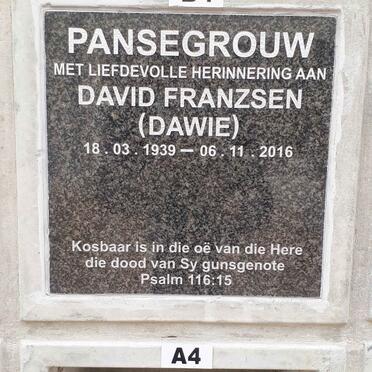 PANSEGROUW
MET LIEFDEVOLLE HERINNERING AAN
DAVID FRANZSEN
(DAWIE)
18 . 03 . 1939 – 06 . 11 . 2016
Kosbaar is in die oë van die Here
die dood van Sy gunsgenote
Psalm 116:15
A4